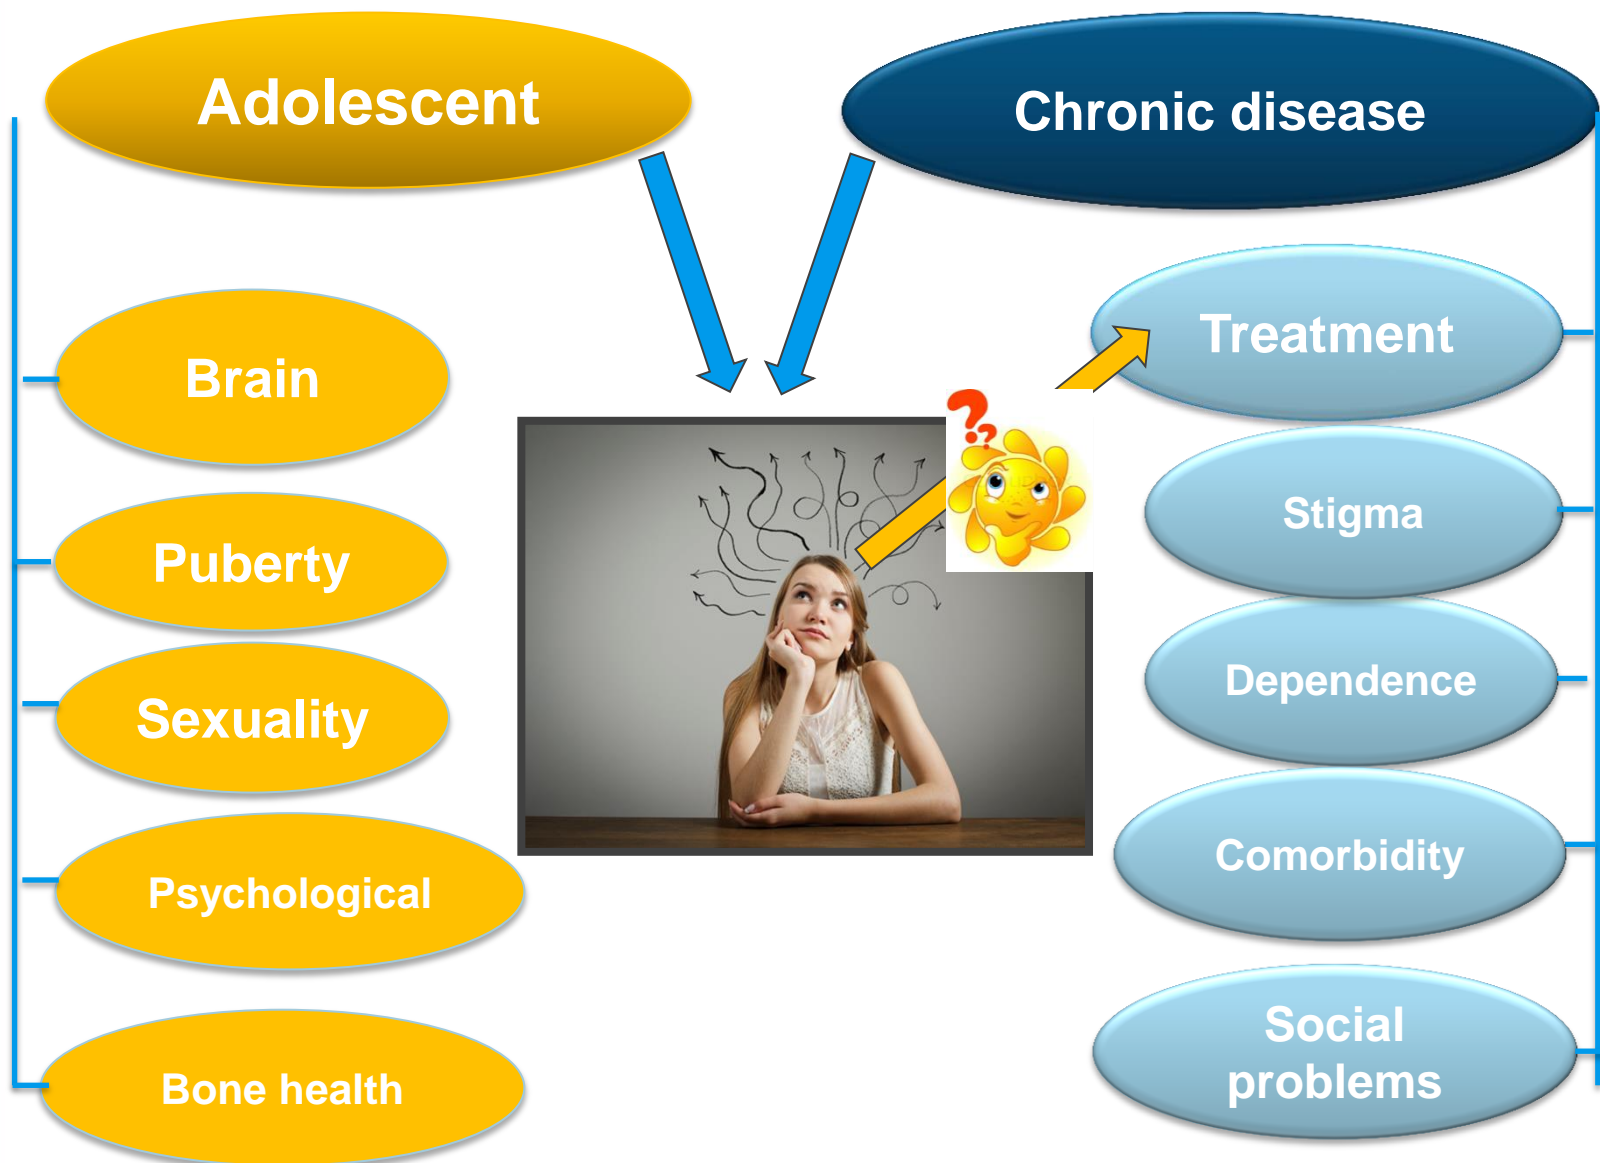 Adolescent
Chronic disease
Brain
Puberty
Sexuality
Psychological
Bone health
Treatment
Stigma
Dependence
Comorbidity
Social
problems
??